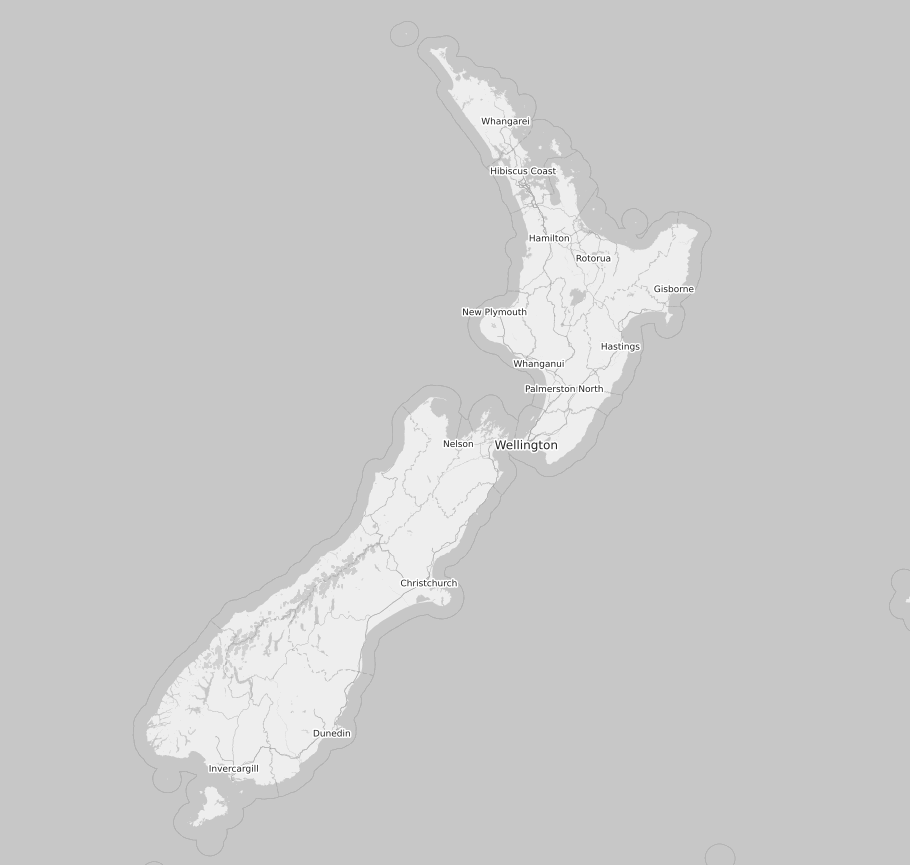 Whangarei
Hibiscus Coast
Hamilton
Rotorua
Gisborne
New Plymouth
Hastings
Whanganui
Palmerston North
Nelson
Wellington
Christchurch
Dunedin
Invercargill